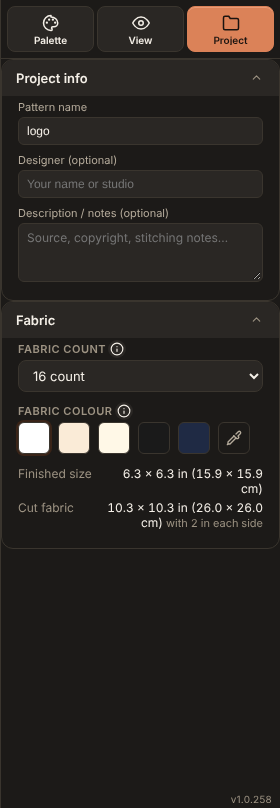 Palette
View
Project
Project info
Pattern name
logo
Designer (optional)
Your name or studio
Description / notes (optional)
Source, copyright, stitching notes...
Fabric
FABRIC COUNT
16 count
FABRIC COLOUR
Finished size
6.3 × 6.3 in (15.9 × 15.9
cm)
Cut fabric
10.3 × 10.3 in (26.0 × 26.0
cm) with 2 in each side
v1.0.258